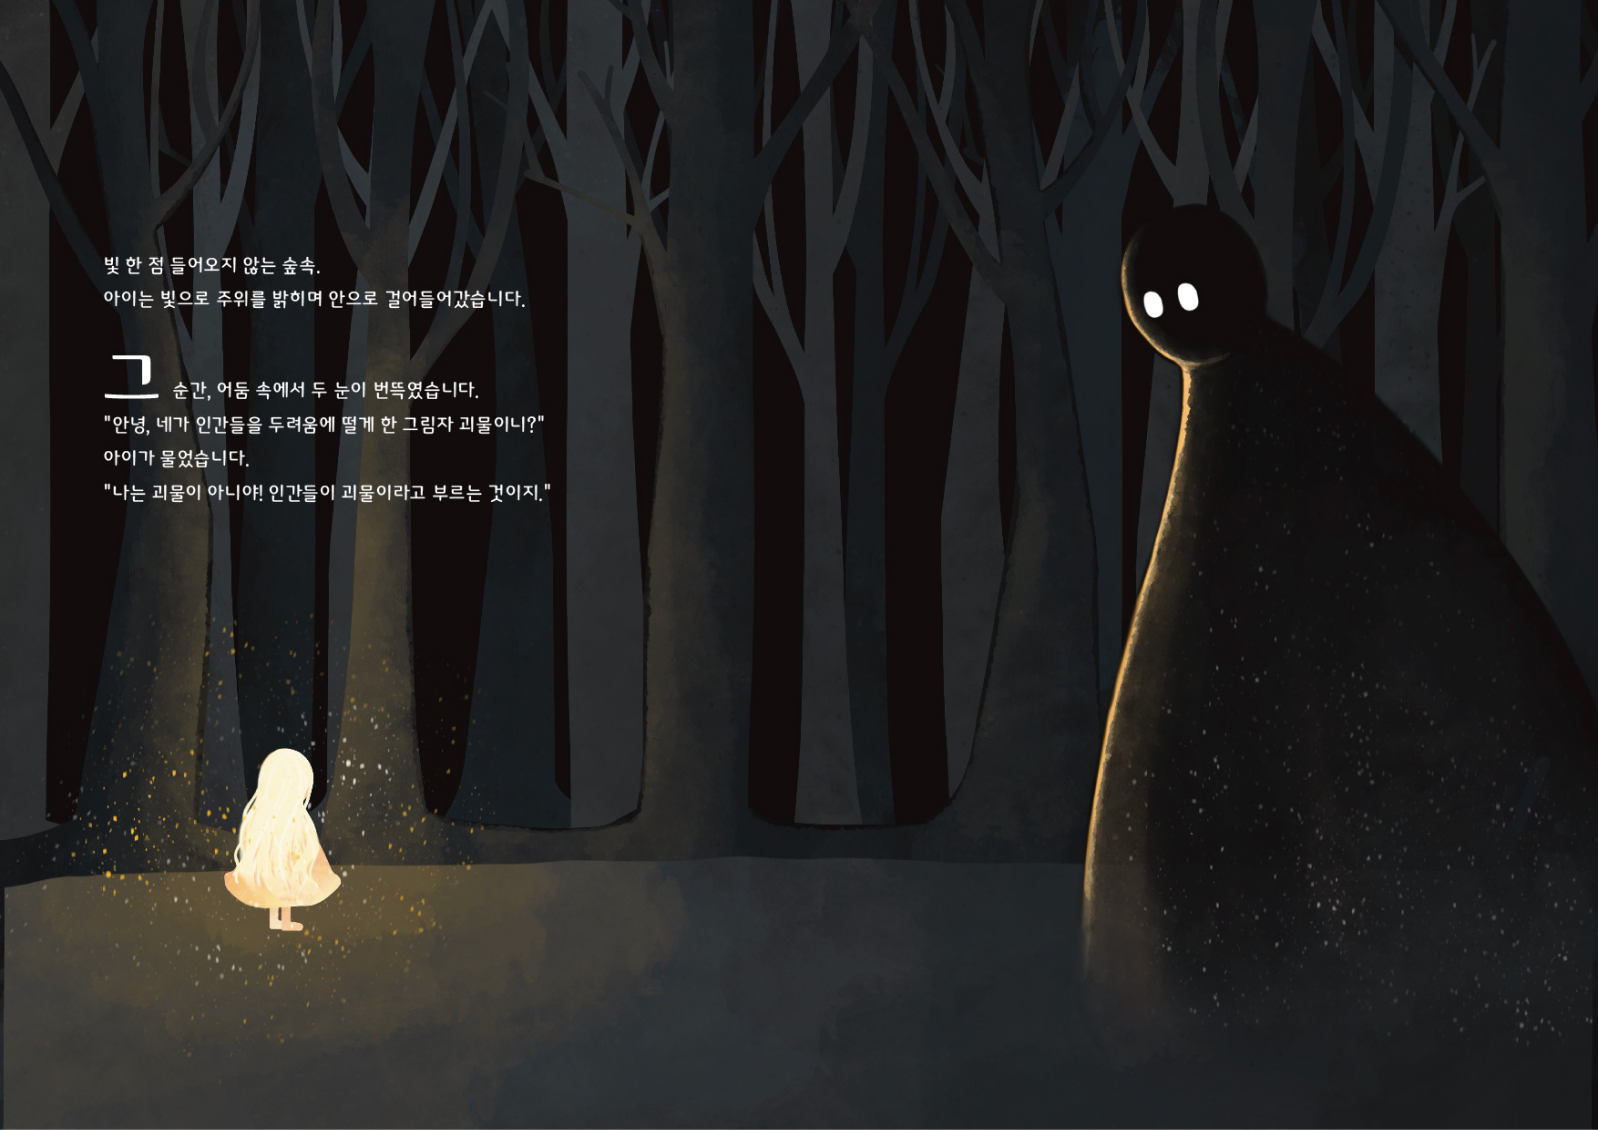 빛 한 점 들어오지 않는 숲속.
아이는 빛으로 주위를 밝히며 안으로 걸어들어갔습니다.
그 순간, 어둠 속에서 두 눈이 번뜩였습니다.
"안녕, 네가 인간들을 두려움에 떨게 한 그림자 괴물이니?"
아이가 물었습니다.
"나는 괴물이 아니야! 인간들이 괴물이라고 부르는 것이지."